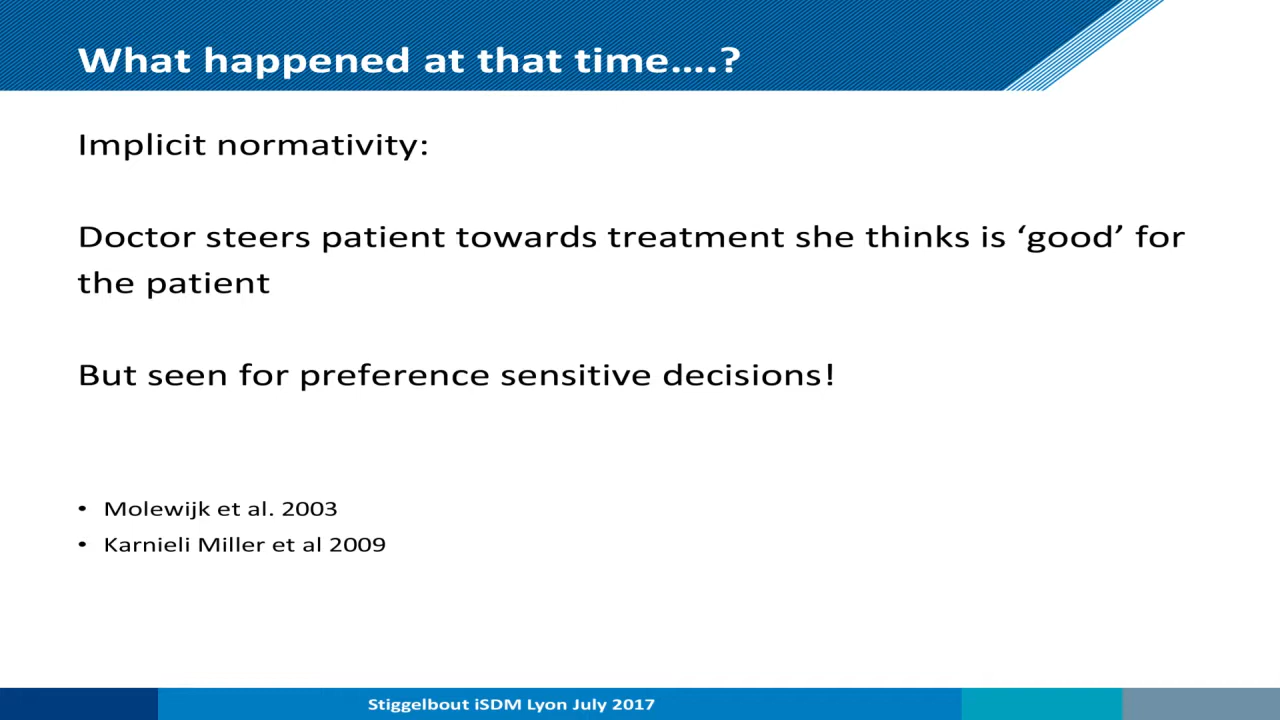 What happened at that time....?
Implicit normativity:
Doctor steers patient towards treatment she thinks is ‘good’ for
the patient
But seen for preference sensitive decisions!
• Molewijk et al. 2003
• Karnieli Miller et al 2009
Stiggelbout iSDM Lyon July 2017